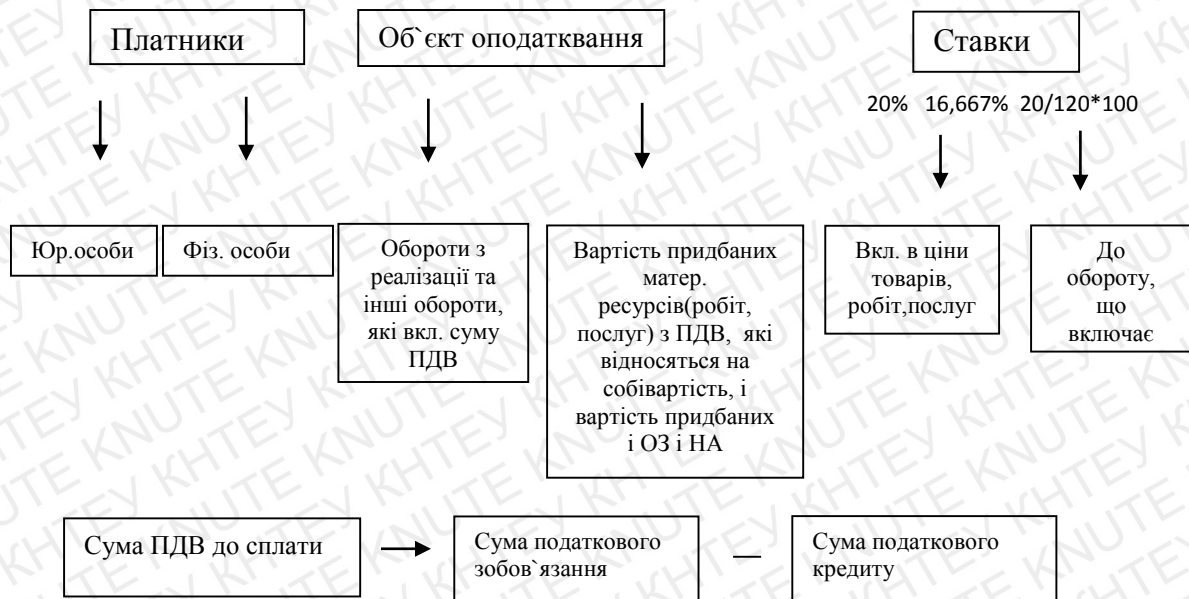 Платники
Об`єкт оподатквання
Ставки
20% 16,667% 20/120*100
Юр.особи
Фіз. особи
Обороти з
реалізації та
інші обороти,
які вкл. суму
ПДВ
Вартість придбаних
матер.
ресурсів(робіт,
послуг) з ПДВ, які
відносяться на
собівартість, і
вартість придбаних
і ОЗ і НА
Вкл. в ціни
товарів,
робіт,послуг
До
обороту,
що
включає
Сума ПДВ до сплати
Сума податкового
зобов`язання
—
Сума податкового
кредиту
КНТЕУ KNUTE